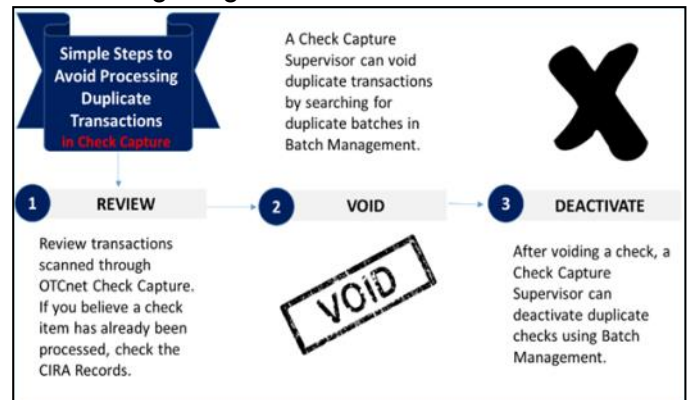 Simple Steps to
Avoid Processing
Duplicate
Transactions
in Check Capture
A Check Capture
Supervisor can void
duplicate transactions
by searching for
duplicate batches in
Batch Management.
1 REVIEW
2 VOID
3 DEACTIVATE
Review transactions
scanned through
OTCnet Check Capture.
If you believe a check
item has already been
processed, check the
CIRA Records.
VOID
After voiding a check, a
Check Capture
Supervisor can
deactivate duplicate
checks using Batch
Management.